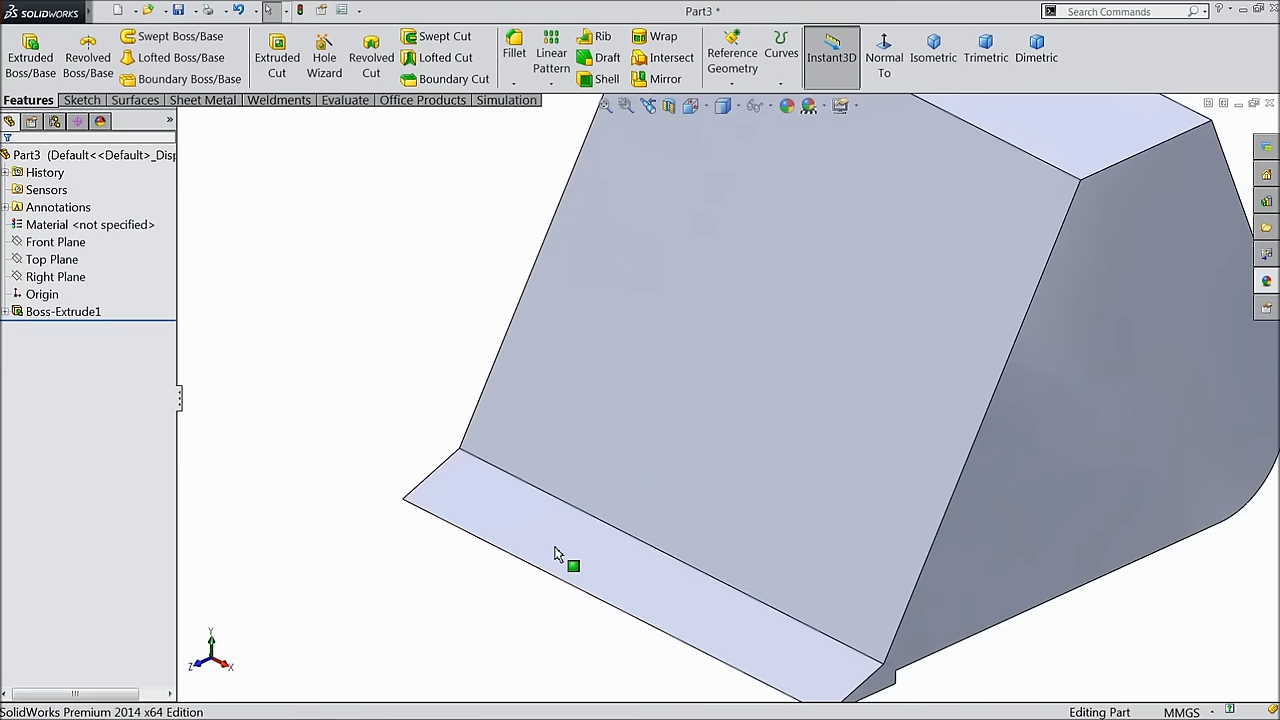 SOLIDWORKS
Part3 *
Search Commands
Extruded Boss/Base
Revolved Boss/Base
Swept Boss/Base
Lofted Boss/Base
Boundary Boss/Base
Extruded Cut
Hole Wizard
Revolved Cut
Swept Cut
Lofted Cut
Boundary Cut
Fillet
Linear Pattern
Rib
Draft
Shell
Wrap
Intersect
Mirror
Reference Geometry
Curves
Instant3D
Normal To
Isometric
Trimetric
Dimetric
Features
Sketch
Surfaces
Sheet Metal
Weldments
Evaluate
Office Products
Simulation
Part3 (Default<<Default>_Disp
History
Sensors
Annotations
Material <not specified>
Front Plane
Top Plane
Right Plane
Origin
Boss-Extrude1
Y
Z
X
SolidWorks Premium 2014 x64 Edition
Editing Part
MMGS